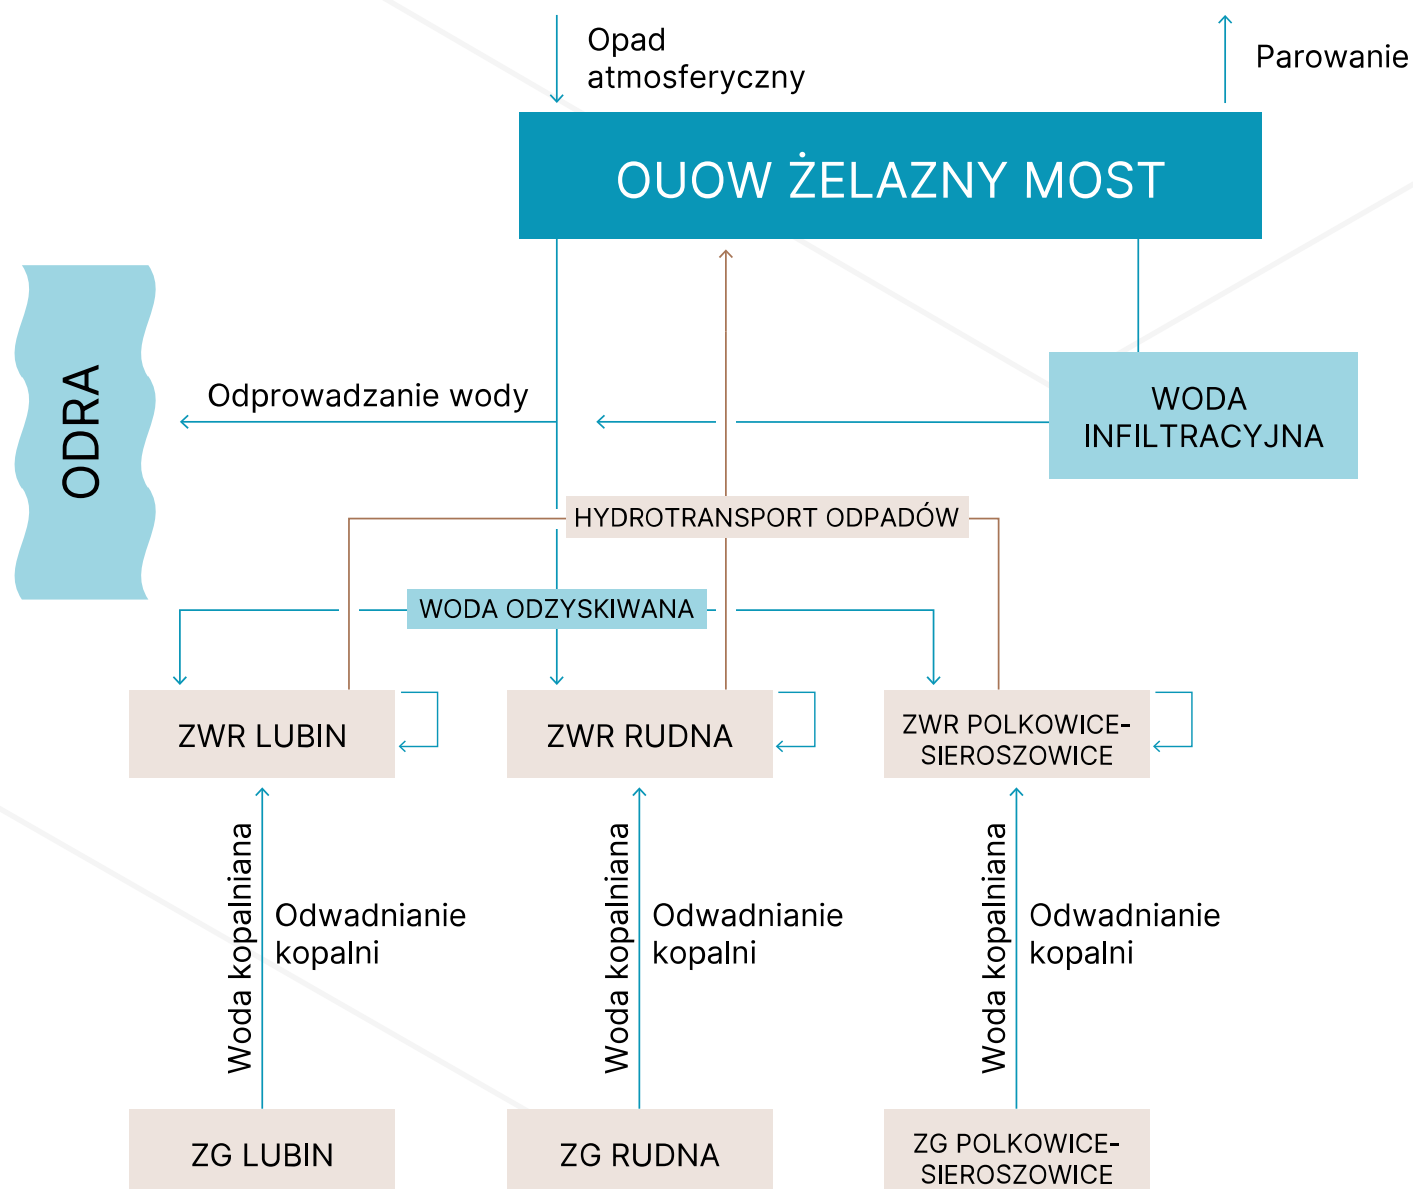 Opad
atmosferyczny
Parowanie
OUOW ŻELAZNY MOST
ODRA
Odprowadzanie wody
WODA
INFILTRACYJNA
HYDROTRANSPORT ODPADÓW
WODA ODZYSKIWANA
ZWR LUBIN
ZWR RUDNA
ZWR POLKOWICE-
SIEROSZOWICE
Woda kopalniana
Odwadnianie
kopalni
Woda kopalniana
Odwadnianie
kopalni
Woda kopalniana
Odwadnianie
kopalni
ZG LUBIN
ZG RUDNA
ZG POLKOWICE-
SIEROSZOWICE